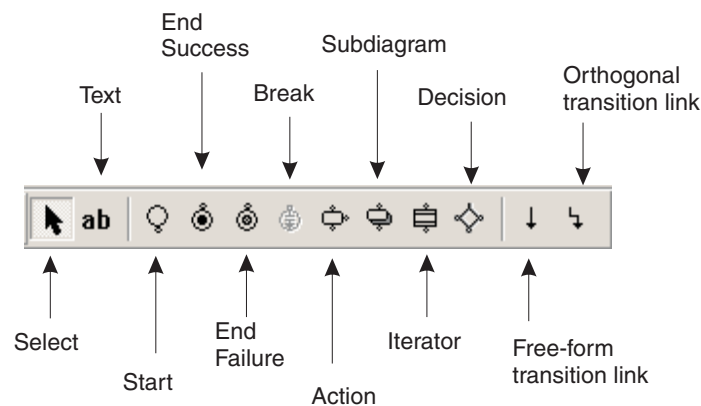 End
Success
Subdiagram
Orthogonal
transition link
Text
Break
Decision
ab
Select
Start
End
Failure
Action
Iterator
Free-form
transition link